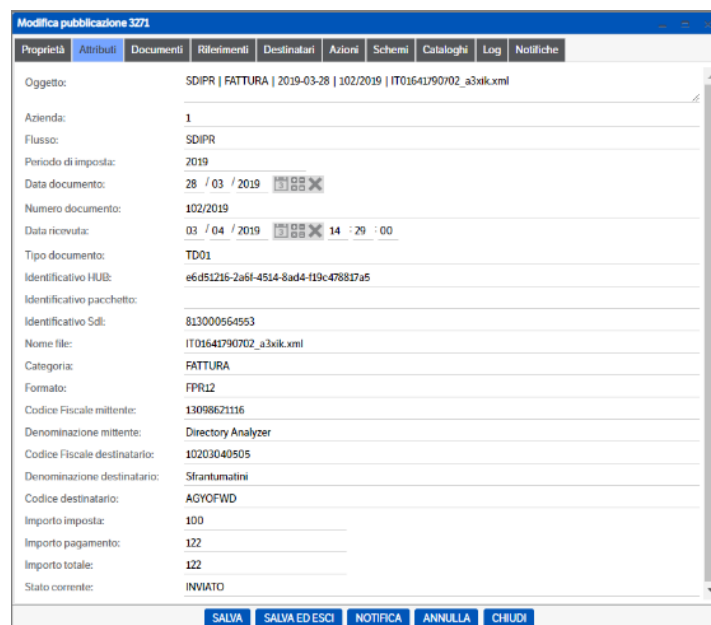 Modifica pubblicazione 3271
Proprietà Attributi Documenti Riferimenti Destinatari Azioni Schemi Cataloghi Log Notifiche
Oggetto: SDIPR | FATTURA | 2019-03-28 | 102/2019 | IT01641790702_a3xik.xml
Azienda: 1
Flusso: SDIPR
Periodo di imposta: 2019
Data documento: 28 / 03 / 2019
Numero documento: 102/2019
Data ricevuta: 03 / 04 / 2019 14 : 29 : 00
Tipo documento: TD01
Identificativo HUB: e6d51216-2a6f-4514-8ad4-f19c478817a5
Identificativo pacchetto:
Identificativo SdI: 813000564553
Nome file: IT01641790702_a3xik.xml
Categoria: FATTURA
Formato: FPR12
Codice Fiscale mittente: 13098621116
Denominazione mittente: Directory Analyzer
Codice Fiscale destinatario: 10203040505
Denominazione destinatario: Sfrantumatini
Codice destinatario: AGYOFWD
Importo imposta: 100
Importo pagamento: 122
Importo totale: 122
Stato corrente: INVIATO
SALVA SALVA ED ESCI NOTIFICA ANNULLA CHIUDI